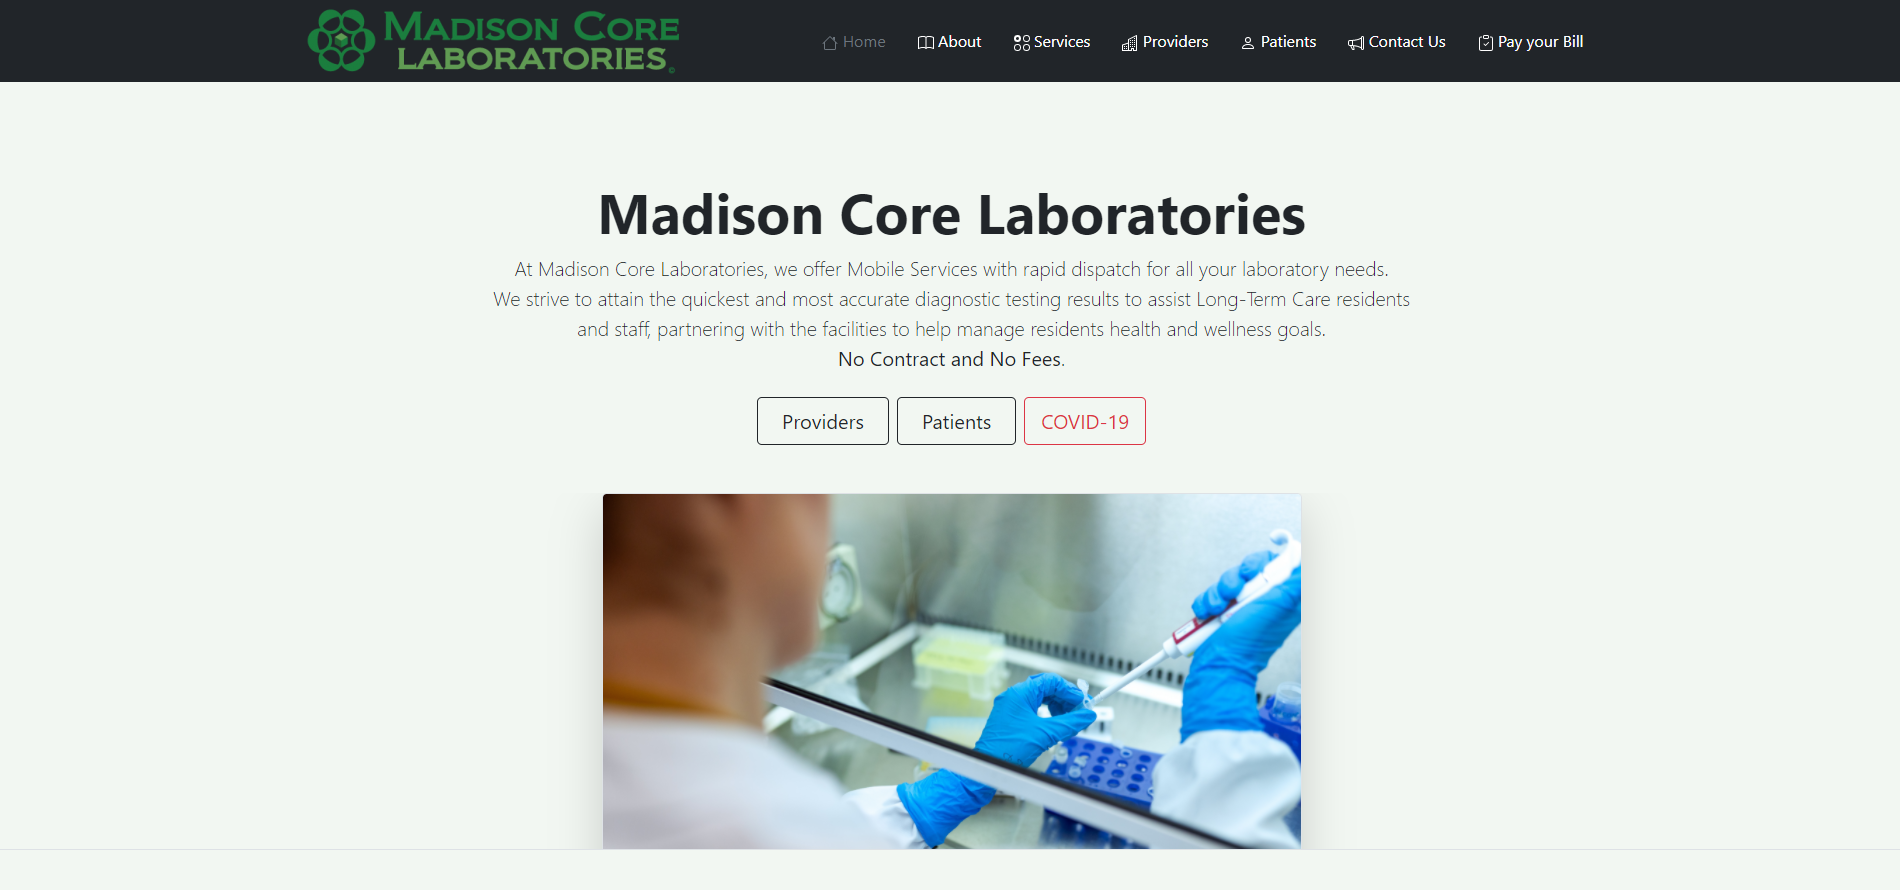 MADISON CORE
LABORATORIES
Home About Services Providers Patients Contact Us Pay your Bill
Madison Core Laboratories
At Madison Core Laboratories, we offer Mobile Services with rapid dispatch for all your laboratory needs.
We strive to attain the quickest and most accurate diagnostic testing results to assist Long-Term Care residents
and staff, partnering with the facilities to help manage residents health and wellness goals.
No Contract and No Fees.
Providers Patients COVID-19